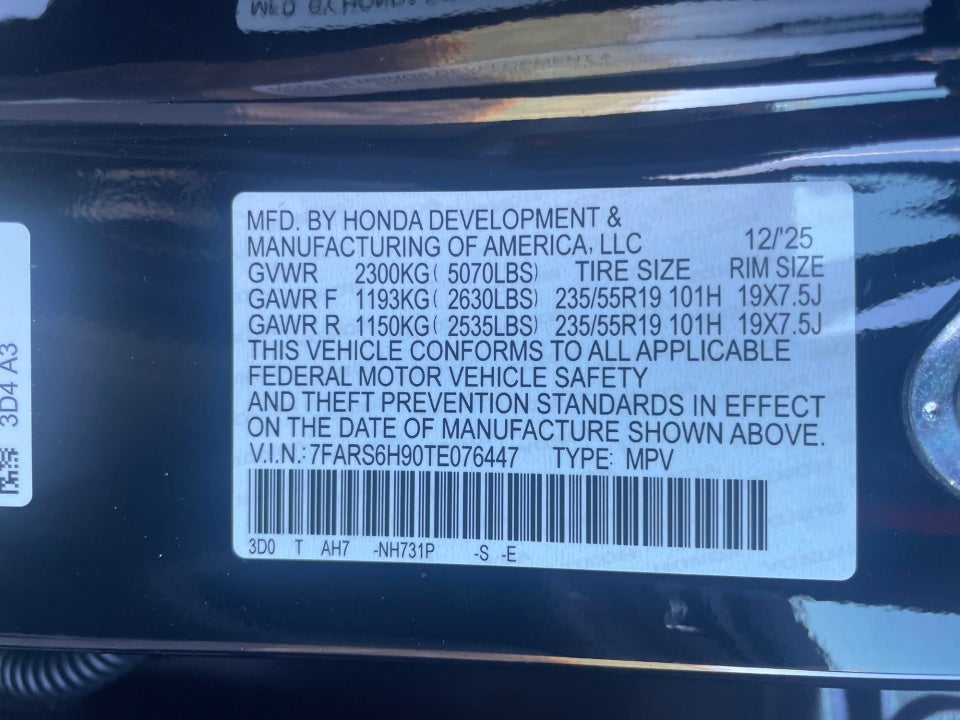 MFD. BY HONDA DEVELOPMENT &
MANUFACTURING OF AMERICA, LLC 12/'25
GVWR 2300KG( 5070LBS) TIRE SIZE RIM SIZE
GAWR F 1193KG( 2630LBS) 235/55R19 101H 19X7.5J
GAWR R 1150KG( 2535LBS) 235/55R19 101H 19X7.5J
THIS VEHICLE CONFORMS TO ALL APPLICABLE
FEDERAL MOTOR VEHICLE SAFETY
AND THEFT PREVENTION STANDARDS IN EFFECT
ON THE DATE OF MANUFACTURE SHOWN ABOVE.
V.I.N.: 7FARS6H90TE076447 TYPE: MPV
3D0 T AH7 -NH731P -S -E
3D4 A3